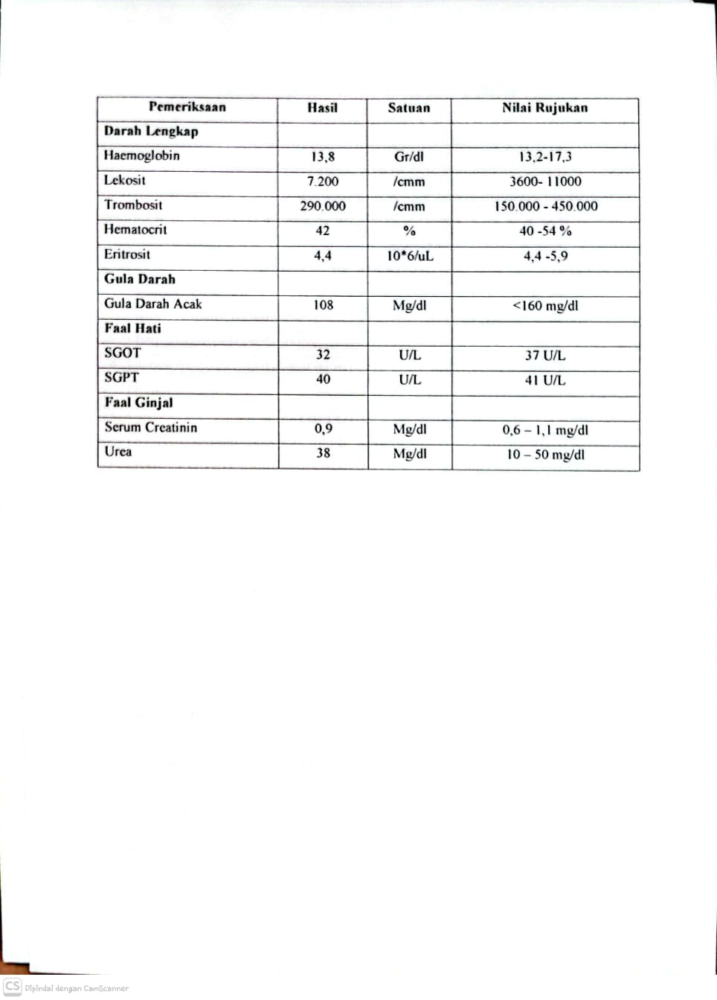 Pemeriksaan Hasil Satuan Nilai Rujukan
Darah Lengkap
Haemoglobin 13,8 Gr/dl 13,2-17,3
Lekosit 7.200 /cmm 3600- 11000
Trombosit 290.000 /cmm 150.000 - 450.000
Hematocrit 42 % 40 -54 %
Eritrosit 4,4 10*6/uL 4,4 -5,9
Gula Darah
Gula Darah Acak 108 Mg/dl <160 mg/dl
Faal Hati
SGOT 32 U/L 37 U/L
SGPT 40 U/L 41 U/L
Faal Ginjal
Serum Creatinin 0,9 Mg/dl 0,6 – 1,1 mg/dl
Urea 38 Mg/dl 10 – 50 mg/dl
CS Dipindai dengan CamScanner